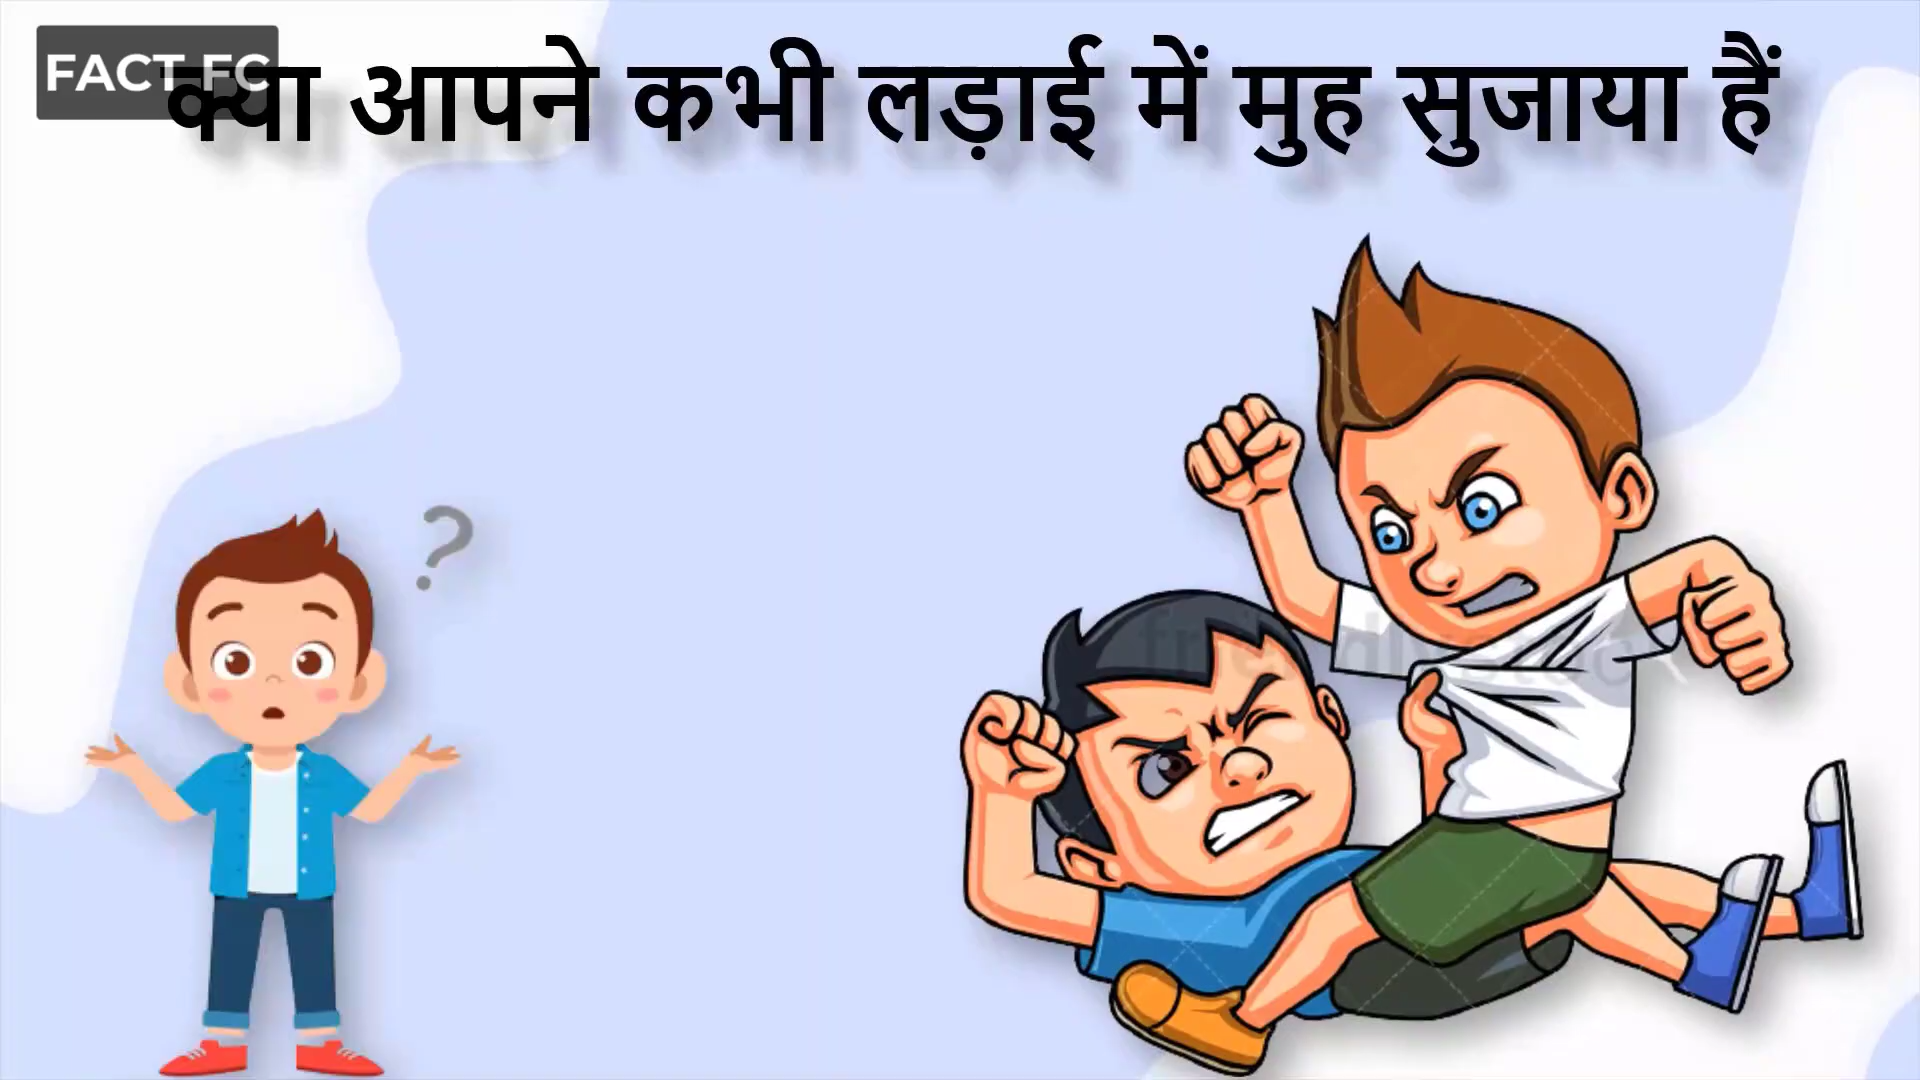 FACT FC
क्या आपने कभी लड़ाई में मुह सुजाया हैं
?